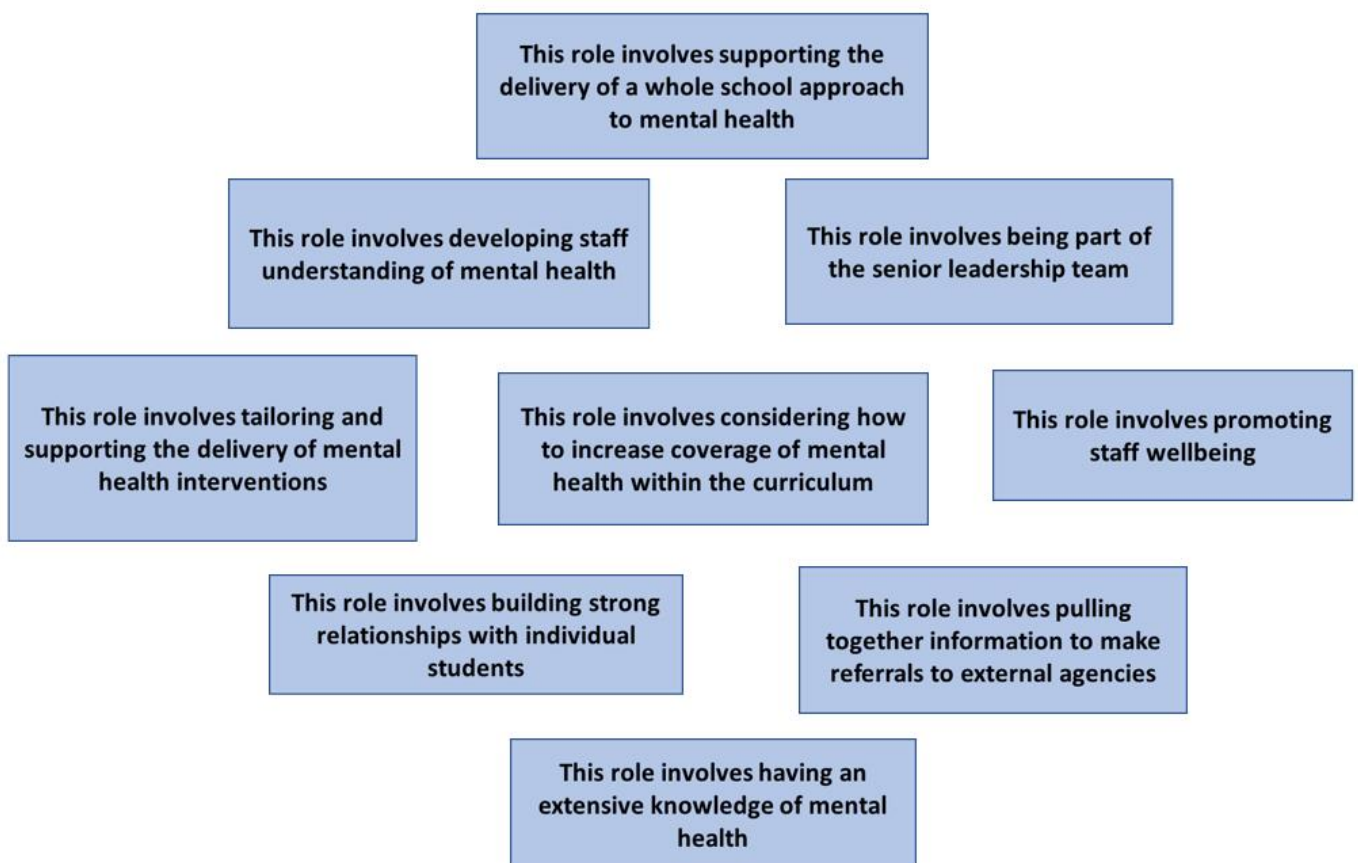 This role involves supporting the
delivery of a whole school approach
to mental health
This role involves developing staff
understanding of mental health
This role involves being part of
the senior leadership team
This role involves tailoring and
supporting the delivery of mental
health interventions
This role involves considering how
to increase coverage of mental
health within the curriculum
This role involves promoting
staff wellbeing
This role involves building strong
relationships with individual
students
This role involves pulling
together information to make
referrals to external agencies
This role involves having an
extensive knowledge of mental
health